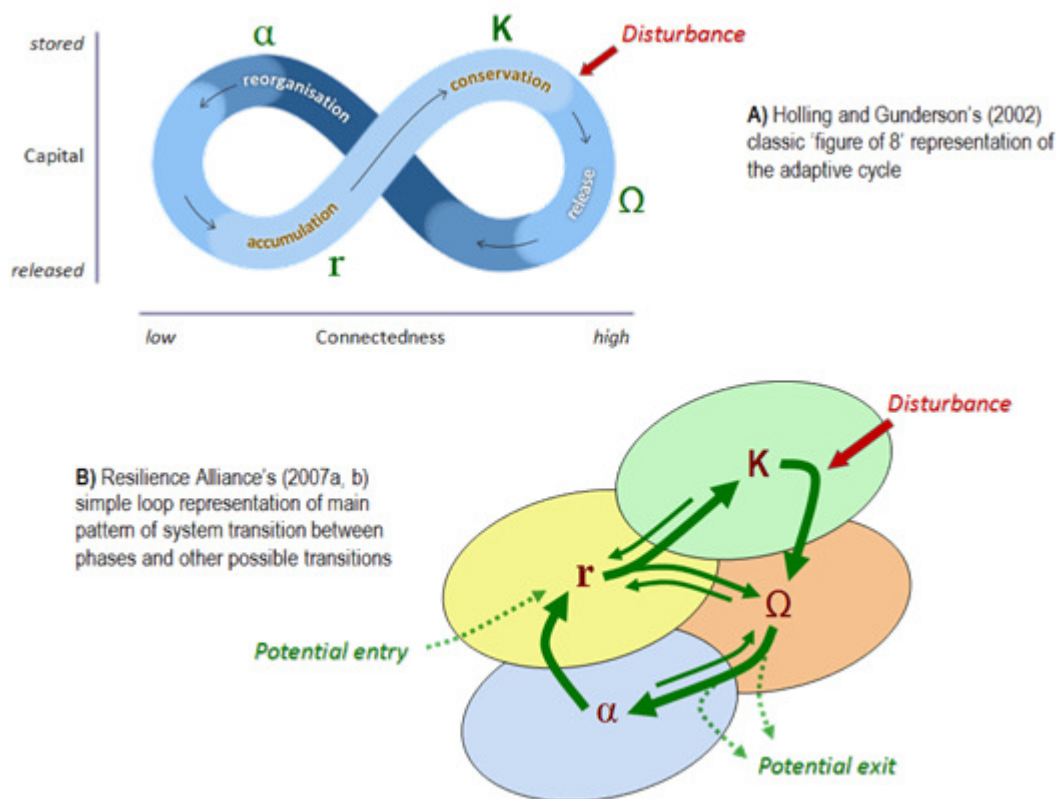 α
K
Disturbance
stored
reorganisation
conservation
A) Holling and Gunderson's (2002)
classic 'figure of 8' representation of
the adaptive cycle
Capital
release
Ω
accumulation
r
released
low
Connectedness
high
Disturbance
K
B) Resilience Alliance's (2007a, b)
simple loop representation of main
pattern of system transition between
phases and other possible transitions
r
Ω
Potential entry
α
Potential exit